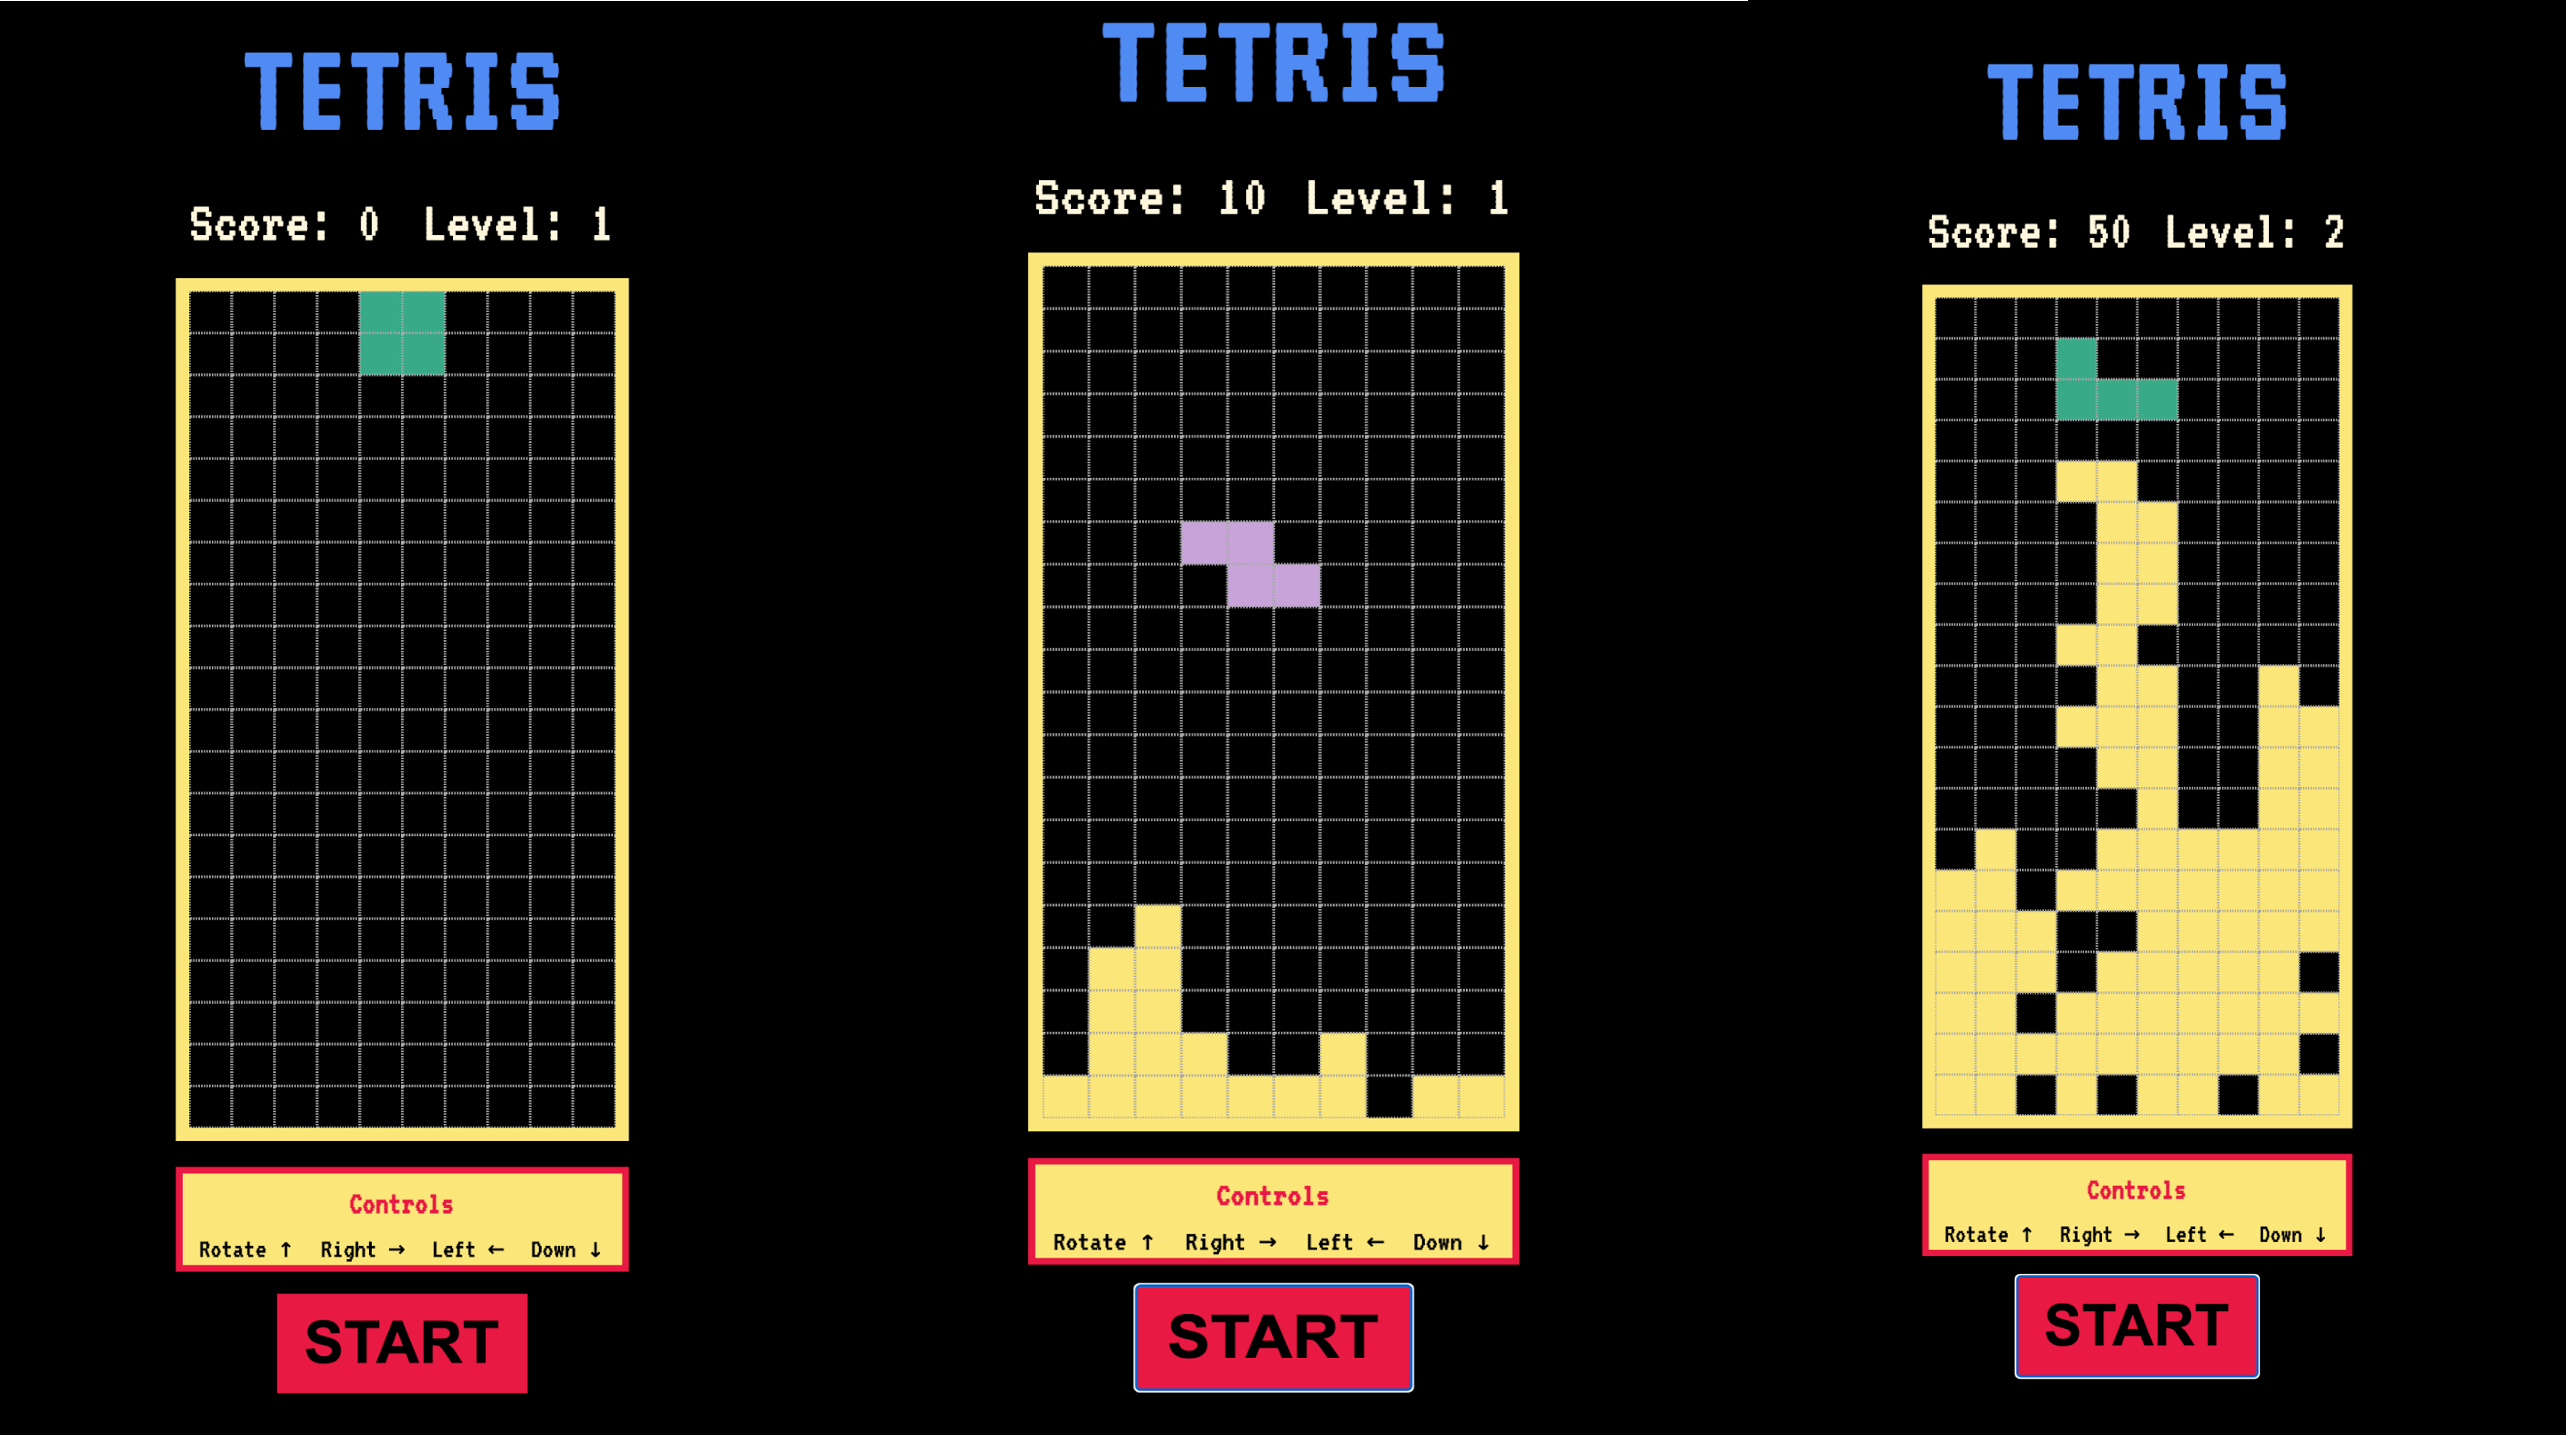 TETRIS
Score: 0 Level: 1
Controls
Rotate ↑ Right → Left ← Down ↓
START
TETRIS
Score: 10 Level: 1
Controls
Rotate ↑ Right → Left ← Down ↓
START
TETRIS
Score: 50 Level: 2
Controls
Rotate ↑ Right → Left ← Down ↓
START